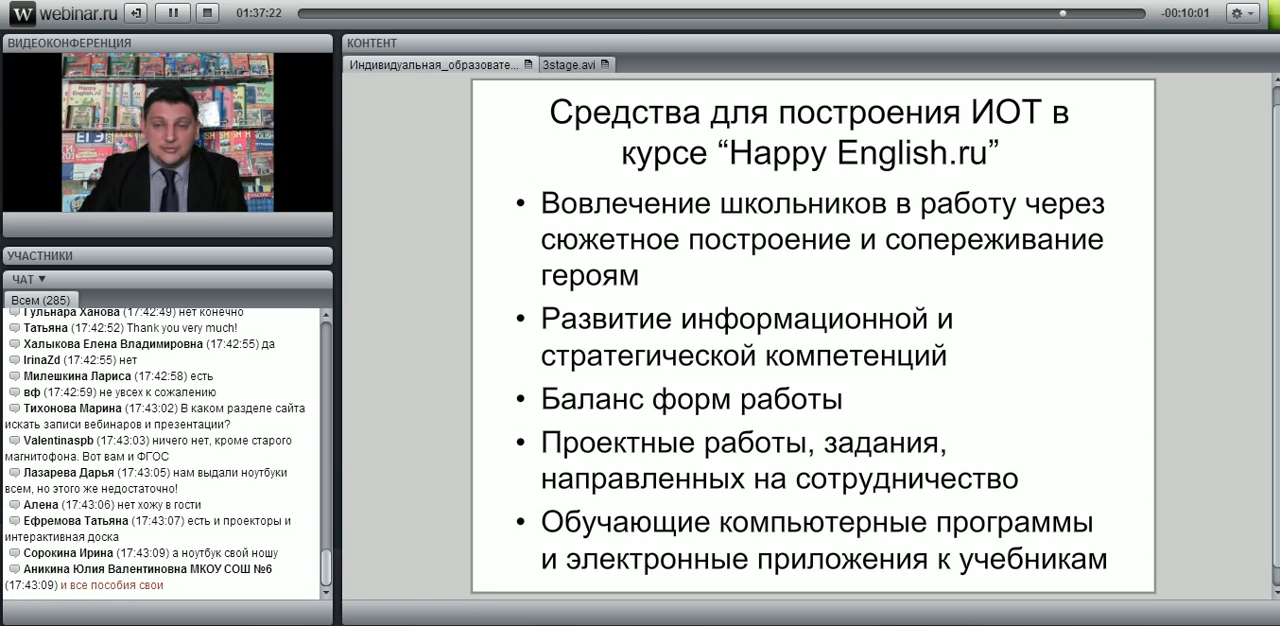 webinar.ru
01:37:22
-00:10:01
ВИДЕОКОНФЕРЕНЦИЯ
УЧАСТНИКИ
ЧАТ
Всем (285)
Гульнара Ханова (17:42:49) нет конечно
Татьяна (17:42:52) Thank you very much!
Халыкова Елена Владимировна (17:42:55) да
IrinaZd (17:42:55) нет
Милешкина Лариса (17:42:58) есть
вф (17:42:59) не увсех к сожалению
Тихонова Марина (17:43:02) В каком разделе сайта
искать записи вебинаров и презентации?
Valentinaspb (17:43:03) ничего нет, кроме старого
магнитофона. Вот вам и ФГОС
Лазарева Дарья (17:43:05) нам выдали ноутбуки
всем, но этого же недостаточно!
Алена (17:43:06) нет хожу в гости
Ефремова Татьяна (17:43:07) есть и проекторы и
интерактивная доска
Сорокина Ирина (17:43:09) а ноутбук свой ношу
Аникина Юлия Валентиновна МКОУ СОШ №6
(17:43:09) и все пособия свои
КОНТЕНТ
Индивидуальная_образовате... 3stage.avi
Средства для построения ИОТ в
курсе “Happy English.ru”
• Вовлечение школьников в работу через
сюжетное построение и сопереживание
героям
• Развитие информационной и
стратегической компетенций
• Баланс форм работы
• Проектные работы, задания,
направленных на сотрудничество
• Обучающие компьютерные программы
и электронные приложения к учебникам